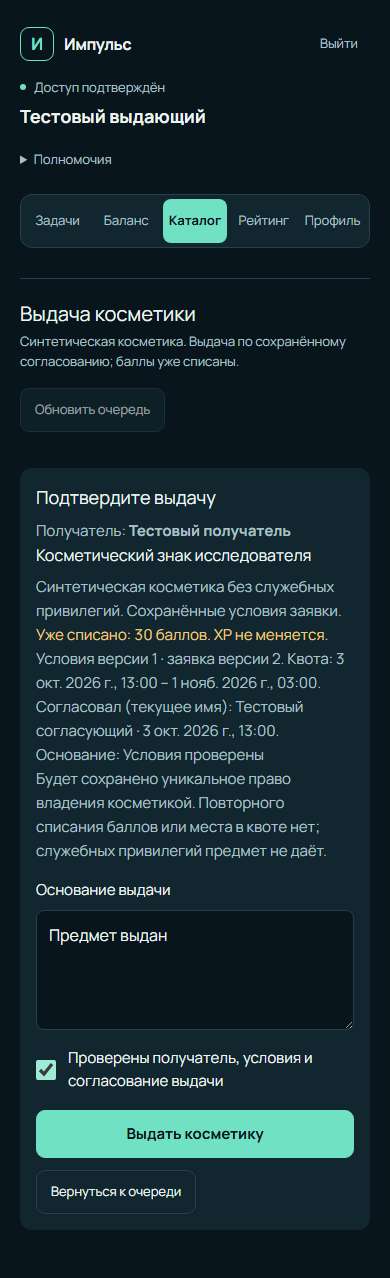 И Импульс Выйти
Доступ подтверждён
Тестовый выдающий
Полномочия
Задачи Баланс Каталог Рейтинг Профиль
Выдача косметики
Синтетическая косметика. Выдача по сохранённому
согласованию; баллы уже списаны.
Обновить очередь
Подтвердите выдачу
Получатель: Тестовый получатель
Косметический знак исследователя
Синтетическая косметика без служебных
привилегий. Сохранённые условия заявки.
Уже списано: 30 баллов. XP не меняется.
Условия версии 1 · заявка версии 2. Квота: 3
окт. 2026 г., 13:00 – 1 нояб. 2026 г., 03:00.
Согласовал (текущее имя): Тестовый
согласующий · 3 окт. 2026 г., 13:00.
Основание: Условия проверены
Будет сохранено уникальное право
владения косметикой. Повторного
списания баллов или места в квоте нет;
служебных привилегий предмет не даёт.
Основание выдачи
Предмет выдан
Проверены получатель, условия и
согласование выдачи
Выдать косметику
Вернуться к очереди